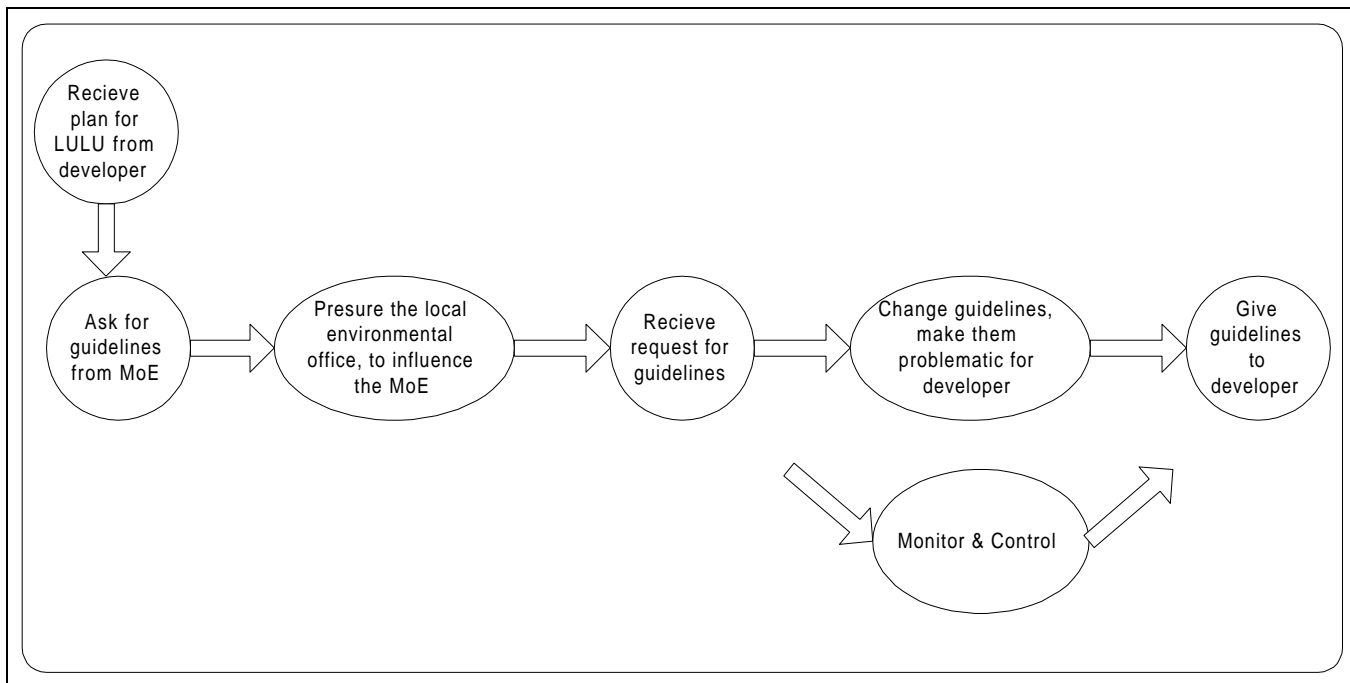 Recieve
plan for
LULU from
developer
Ask for
guidelines
from MoE
Presure the local
environmental
office, to influence
the MoE
Recieve
request for
guidelines
Change guidelines,
make them
problematic for
developer
Give
guidelines
to
developer
Monitor & Control